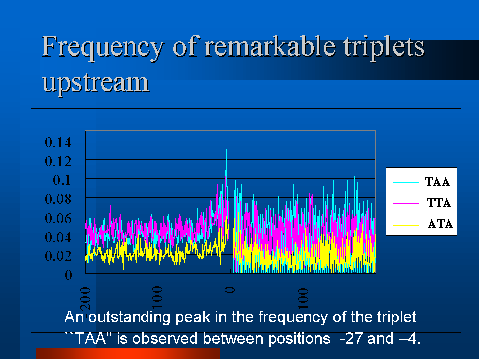 Frequency of remarkable triplets
upstream
0.14
0.12
0.1
0.08
0.06
0.04
0.02
0
TAA
TTA
ATA
200
100
0
100
An outstanding peak in the frequency of the triplet
``TAA'' is observed between positions -27 and –4.